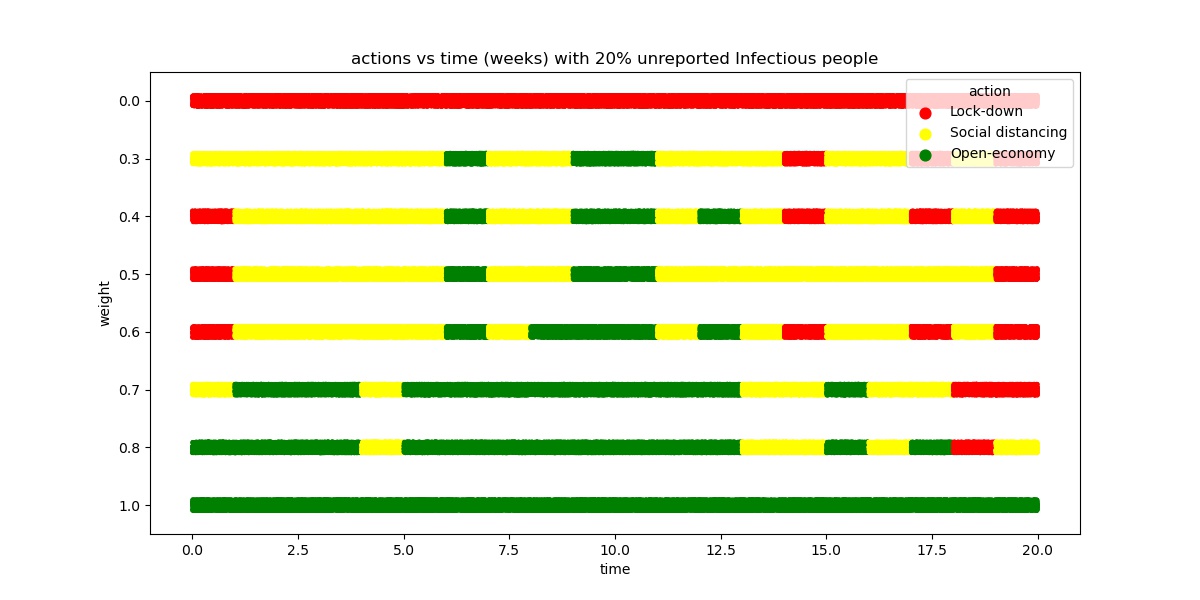 actions vs time (weeks) with 20% unreported Infectious people
action
Lock-down
Social distancing
Open-economy
weight
0.0
0.3
0.4
0.5
0.6
0.7
0.8
1.0
0.0 2.5 5.0 7.5 10.0 12.5 15.0 17.5 20.0
time